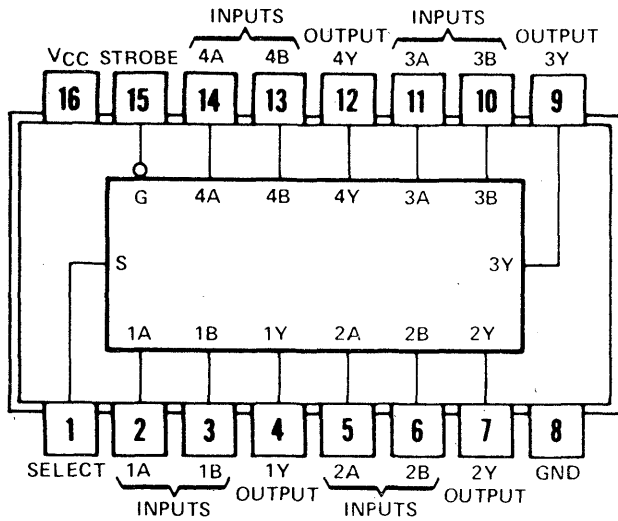 INPUTS INPUTS
VCC STROBE 4A 4B OUTPUT 4Y 3A 3B OUTPUT 3Y
16 15 14 13 12 11 10 9
G 4A 4B 4Y 3A 3B
S 3Y
1A 1B 1Y 2A 2B 2Y
1 2 3 4 5 6 7 8
SELECT 1A 1B 1Y OUTPUT 2A 2B 2Y OUTPUT GND
INPUTS INPUTS